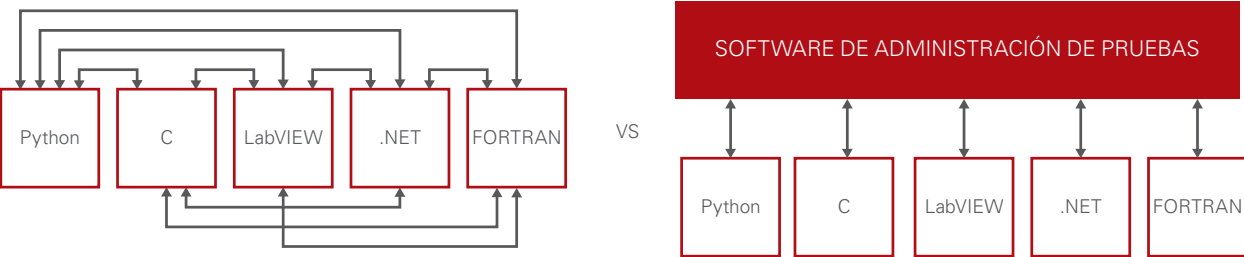 Python
C
LabVIEW
.NET
FORTRAN
VS
SOFTWARE DE ADMINISTRACIÓN DE PRUEBAS
Python
C
LabVIEW
.NET
FORTRAN